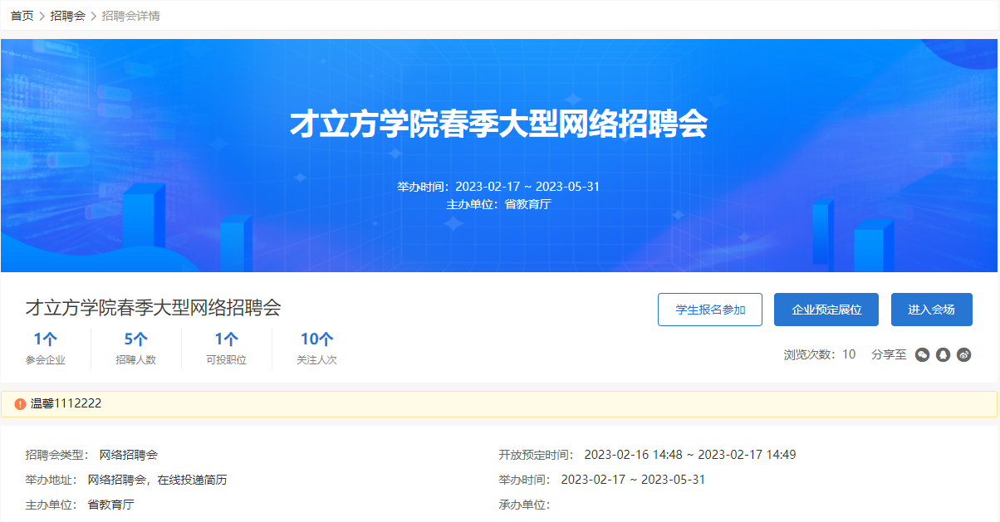 首页 > 招聘会 > 招聘会详情
才立方学院春季大型网络招聘会
举办时间：2023-02-17 ~ 2023-05-31
主办单位：省教育厅
才立方学院春季大型网络招聘会
学生报名参加 企业预定展位 进入会场
1个 5个 1个 10个
参会企业 招聘人数 可投职位 关注人次
浏览次数：10 分享至
温馨1112222
招聘会类型： 网络招聘会 开放预定时间： 2023-02-16 14:48 ~ 2023-02-17 14:49
举办地址： 网络招聘会，在线投递简历 举办时间： 2023-02-17 ~ 2023-05-31
主办单位： 省教育厅 承办单位：